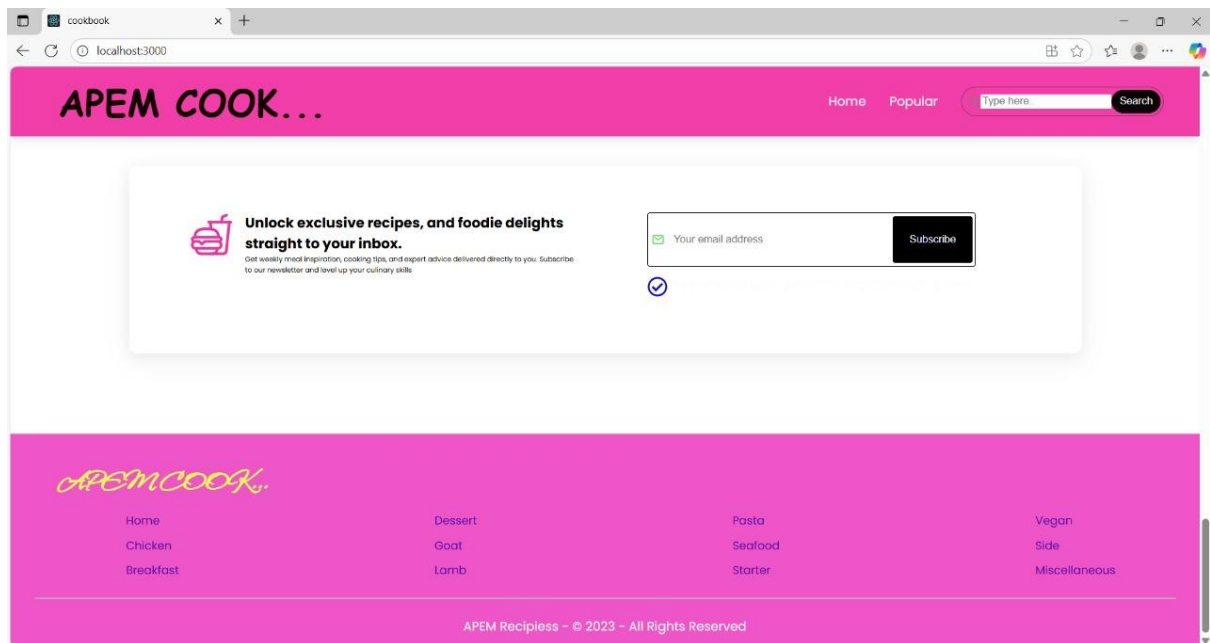 cookbook
localhost:3000
APEM COOK...
Home
Popular
Type here..
Search
Unlock exclusive recipes, and foodie delights
straight to your inbox.
Get weekly meal inspiration, cooking tips, and expert advice delivered directly to you. Subscribe
to our newsletter and level up your culinary skills
Your email address
Subscribe
APEM COOK...
Home
Dessert
Pasta
Vegan
Chicken
Goat
Seafood
Side
Breakfast
Lamb
Starter
Miscellaneous
APEM Recipiess - © 2023 - All Rights Reserved